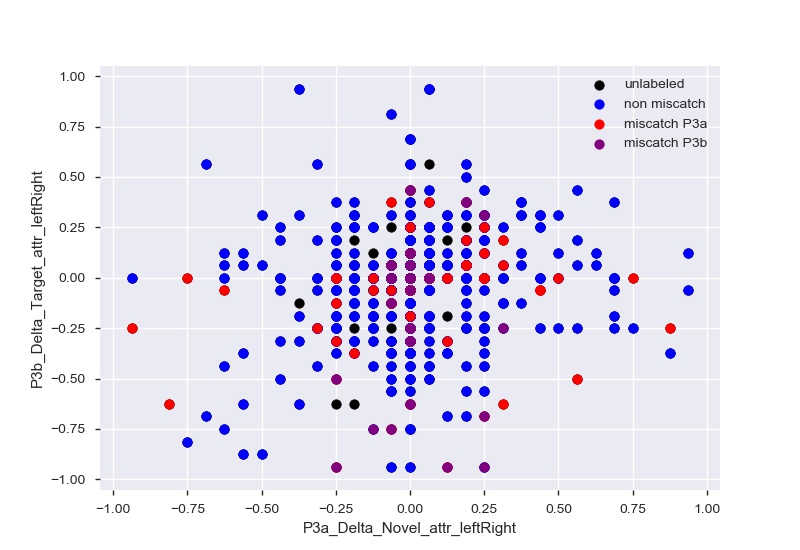 1.00
0.75
0.50
0.25
0.00
−0.25
−0.50
−0.75
−1.00
P3b_Delta_Target_attr_leftRight
unlabeled
non miscatch
miscatch P3a
miscatch P3b
−1.00 −0.75 −0.50 −0.25 0.00 0.25 0.50 0.75 1.00
P3a_Delta_Novel_attr_leftRight